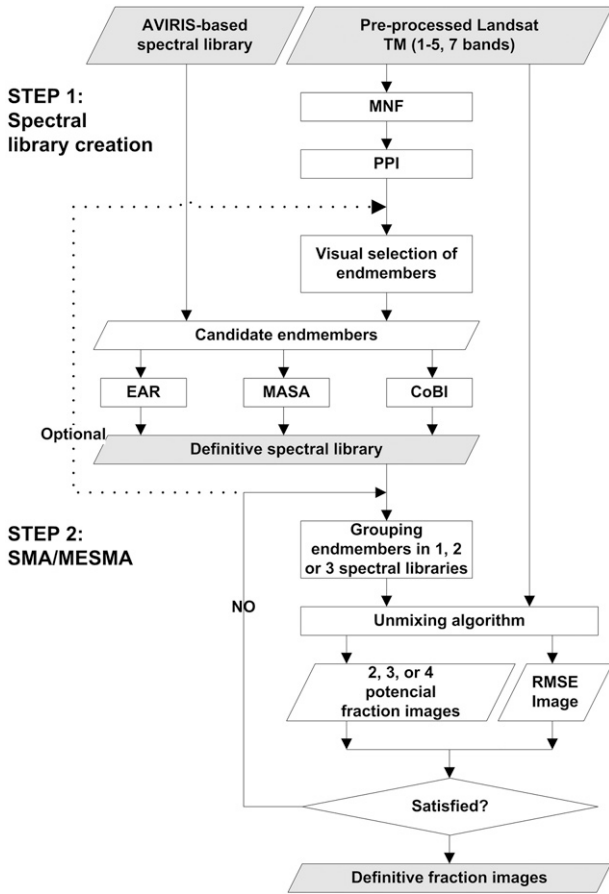 AVIRIS-based
spectral library
Pre-processed Landsat
TM (1-5, 7 bands)
STEP 1:
Spectral
library creation
MNF
PPI
Visual selection of
endmembers
Candidate endmembers
EAR
MASA
CoBI
Optional
Definitive spectral library
STEP 2:
SMA/MESMA
Grouping
endmembers in 1, 2
or 3 spectral libraries
NO
Unmixing algorithm
2, 3, or 4
potencial
fraction images
RMSE
Image
Satisfied?
Definitive fraction images